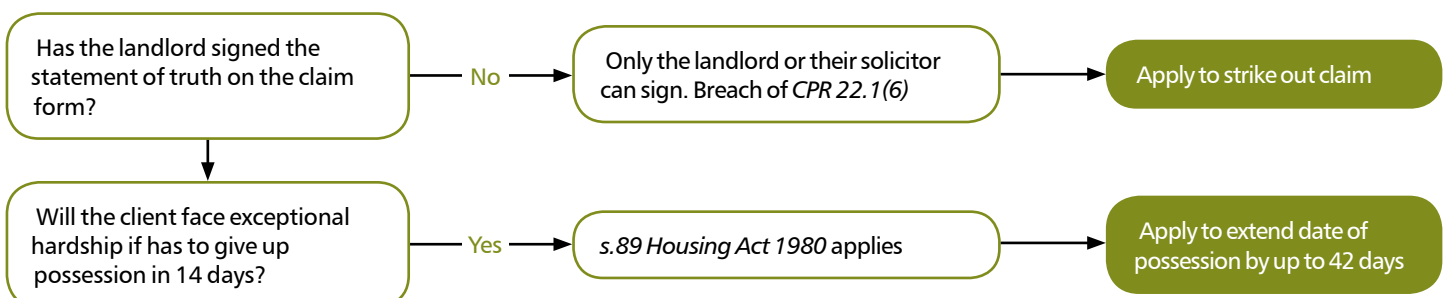 Has the landlord signed the
statement of truth on the claim
form?
No
Only the landlord or their solicitor
can sign. Breach of CPR 22.1(6)
Apply to strike out claim
Will the client face exceptional
hardship if has to give up
possession in 14 days?
Yes
s.89 Housing Act 1980 applies
Apply to extend date of
possession by up to 42 days